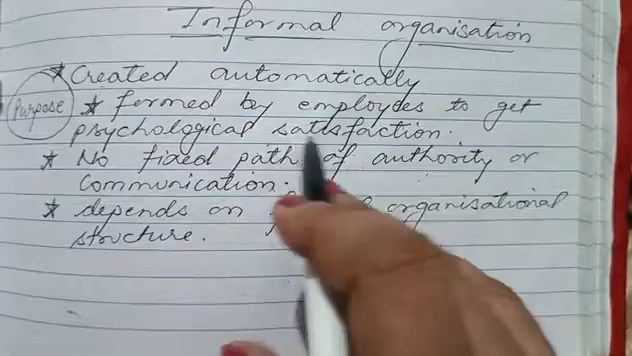 Informal organisation
* Created automatically
Purpose * formed by employees to get
psychological satisfaction.
* No fixed path of authority or
communication.
* depends on organisational
structure.